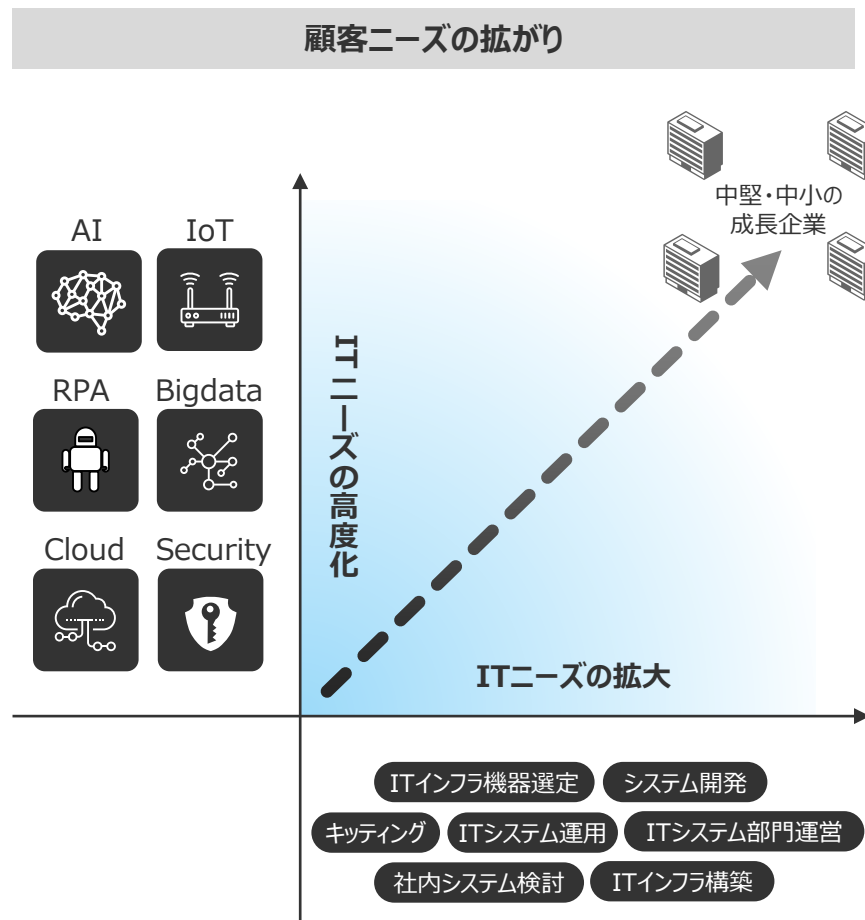 顧客ニーズの拡がり
中堅・中小の
成長企業
AI
IoT
RPA
Bigdata
Cloud
Security
ITニーズの高度化
ITニーズの拡大
ITインフラ機器選定
システム開発
キッティング
ITシステム運用
ITシステム部門運営
社内システム検討
ITインフラ構築